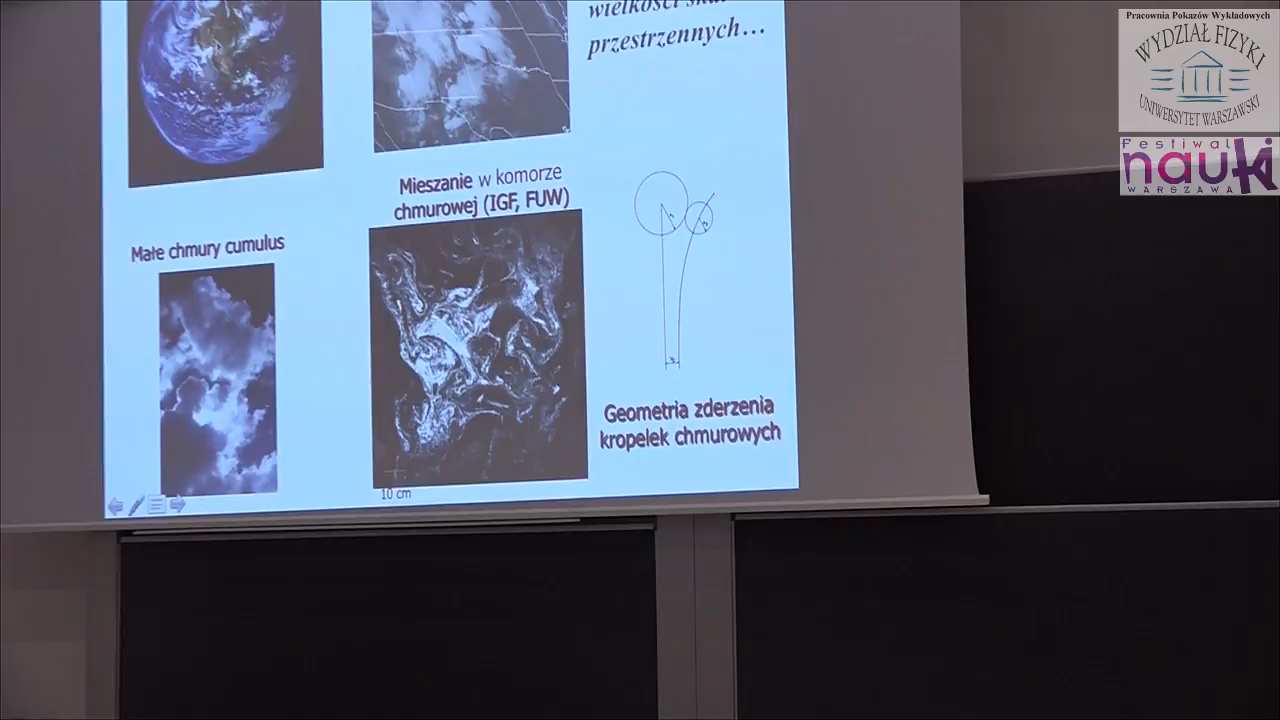 wielkości
przestrzennych…
Mieszanie w komorze
chmurowej (IGF, FUW)
Małe chmury cumulus
Geometria zderzenia
kropelek chmurowych
10 cm
Pracownia Pokazów Wykładowych
WYDZIAŁ FIZYKI
UNIWERSYTET WARSZAWSKI
Festiwal
nauki
WARSZAWA